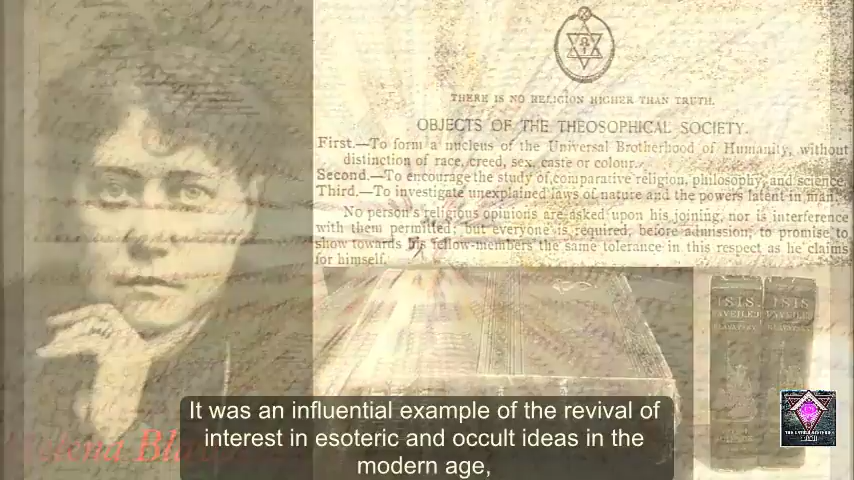 THERE IS NO RELIGION HIGHER THAN TRUTH.
OBJECTS OF THE THEOSOPHICAL SOCIETY.
First.—To form a nucleus of the Universal Brotherhood of Humanity, without
distinction of race, creed, sex, caste or colour.
Second.—To encourage the study of comparative religion, philosophy, and science.
Third.—To investigate unexplained laws of nature and the powers latent in man.
No person's religious opinions are asked upon his joining, nor is interference
with them permitted; but everyone is required, before admission, to promise to
show towards his fellow-members the same tolerance in this respect as he claims
for himself.
ISIS ISIS
UNVEILED UNVEILED
BLAVATSKY BLAVATSKY
Helena
It was an influential example of the revival of
interest in esoteric and occult ideas in the
modern age,